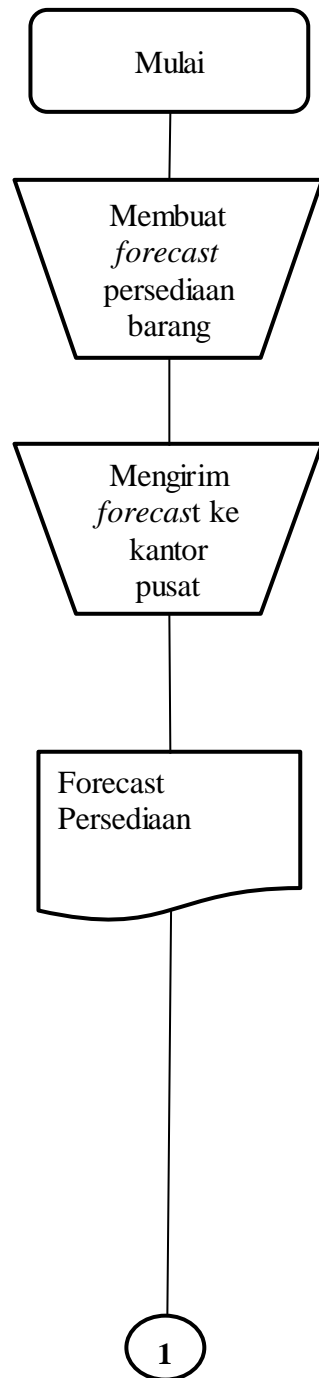 Mulai
Membuat
forecast
persediaan
barang
Mengirim
forecast ke
kantor
pusat
Forecast
Persediaan
1